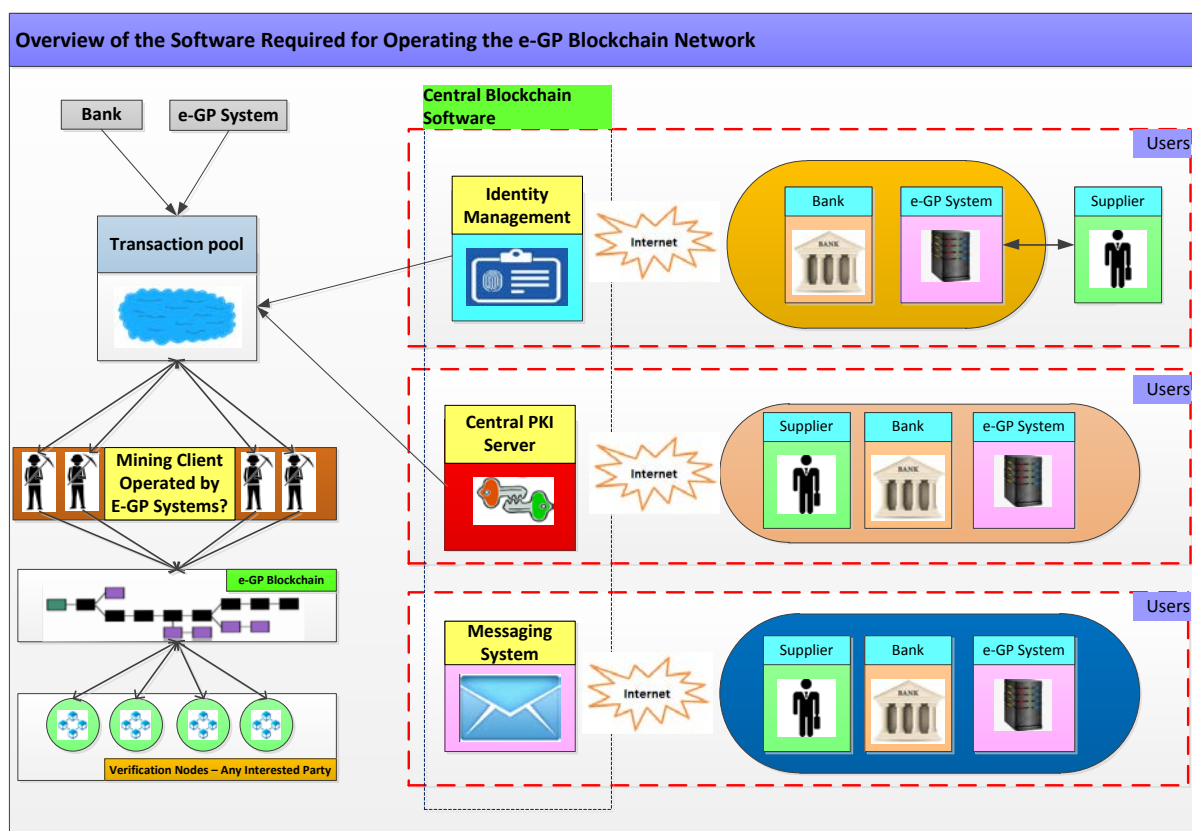 Overview of the Software Required for Operating the e-GP Blockchain Network
Bank
e-GP System
Transaction pool
Mining Client
Operated by
E-GP Systems?
e-GP Blockchain
Verification Nodes – Any Interested Party
Central Blockchain
Software
Users
Identity
Management
Internet
Bank
BANK
e-GP System
Supplier
Users
Central PKI
Server
Internet
Supplier
Bank
BANK
e-GP System
Users
Messaging
System
Internet
Supplier
Bank
BANK
e-GP System